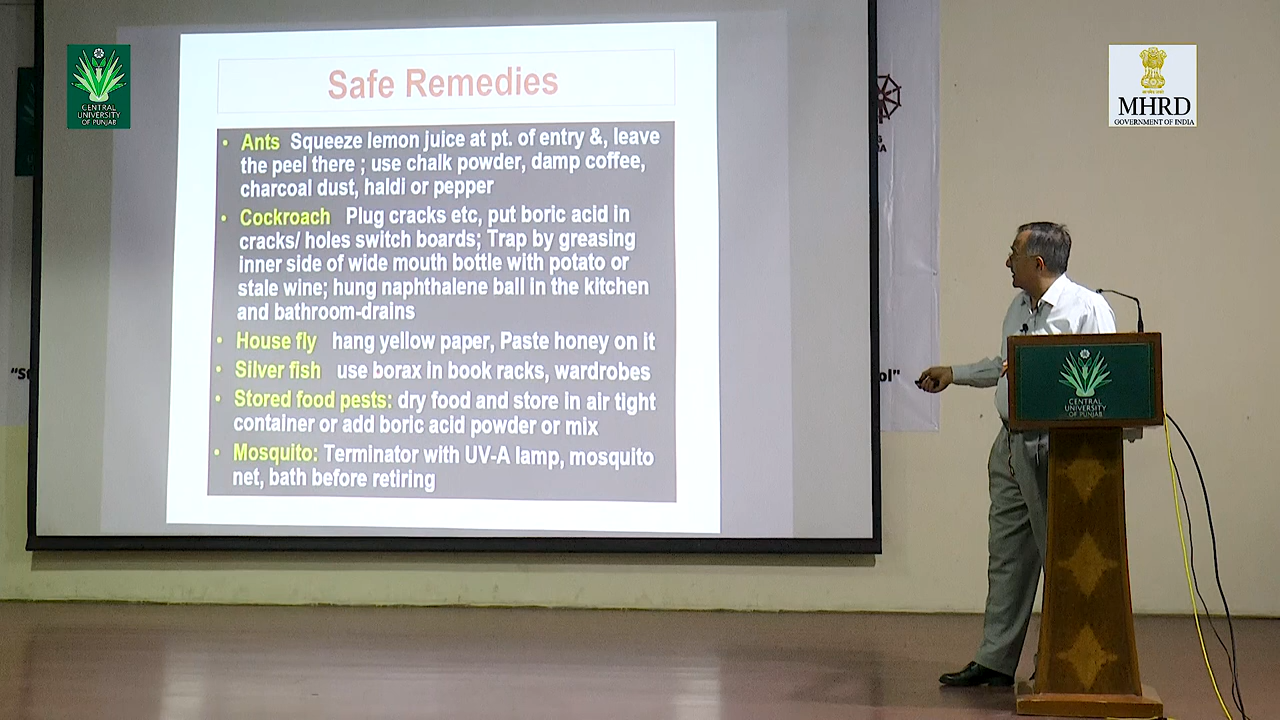 Safe Remedies
• Ants Squeeze lemon juice at pt. of entry &, leave
the peel there ; use chalk powder, damp coffee,
charcoal dust, haldi or pepper
• Cockroach Plug cracks etc, put boric acid in
cracks/ holes switch boards; Trap by greasing
inner side of wide mouth bottle with potato or
stale wine; hung naphthalene ball in the kitchen
and bathroom-drains
• House fly hang yellow paper, Paste honey on it
• Silver fish use borax in book racks, wardrobes
• Stored food pests: dry food and store in air tight
container or add boric acid powder or mix
• Mosquito: Terminator with UV-A lamp, mosquito
net, bath before retiring
CENTRAL
UNIVERSITY
OF PUNJAB
MHRD
GOVERNMENT OF INDIA
CENTRAL
UNIVERSITY
OF PUNJAB